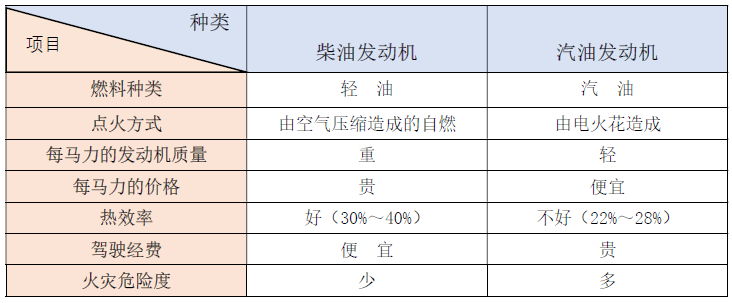 种类
项目
柴油发动机 汽油发动机
燃料种类 轻 油 汽 油
点火方式 由空气压缩造成的自燃 由电火花造成
每马力的发动机质量 重 轻
每马力的价格 贵 便宜
热效率 好（30%～40%） 不好（22%～28%）
驾驶经费 便 宜 贵
火灾危险度 少 多